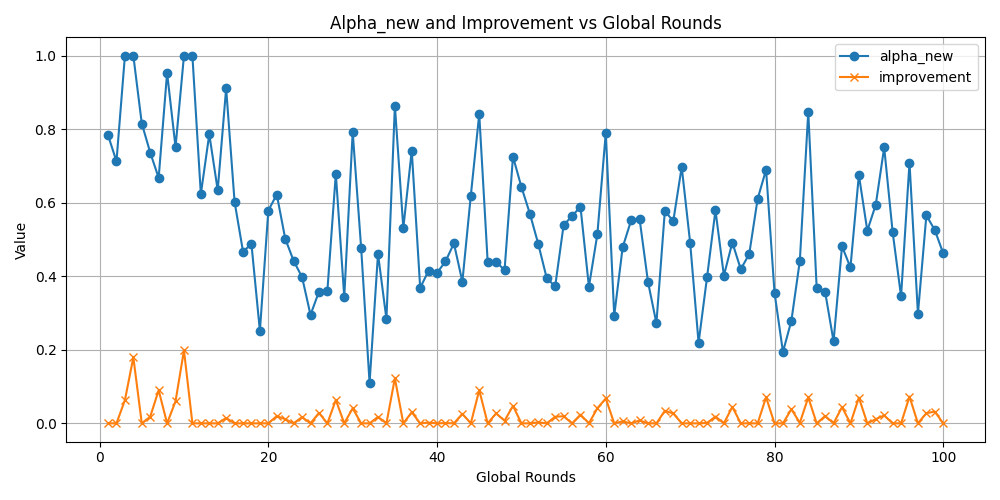 Alpha_new and Improvement vs Global Rounds
alpha_new
improvement
1.0
0.8
0.6
0.4
0.2
0.0
Value
0 20 40 60 80 100
Global Rounds